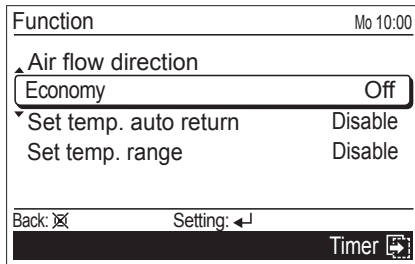 Function Mo 10:00
Air flow direction
Economy Off
Set temp. auto return Disable
Set temp. range Disable
Back: Setting:
Timer